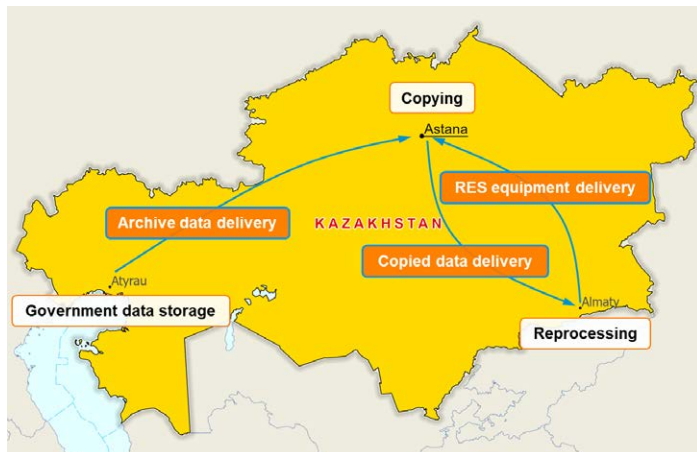 Copying
Astana
RES equipment delivery
Archive data delivery
KAZAKHSTAN
Copied data delivery
Atyrau
Government data storage
Almaty
Reprocessing